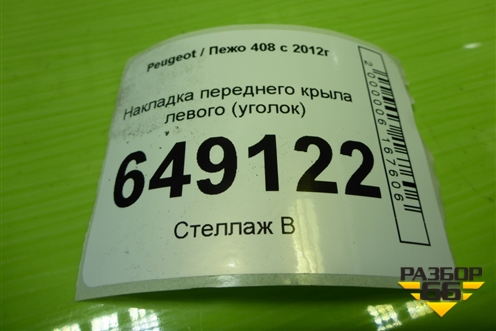 Peugeot / Пежо 408 с 2012г
Накладка переднего крыла
левого (уголок)
649122
Стеллаж В
2000006167606
РАЗБОР
66